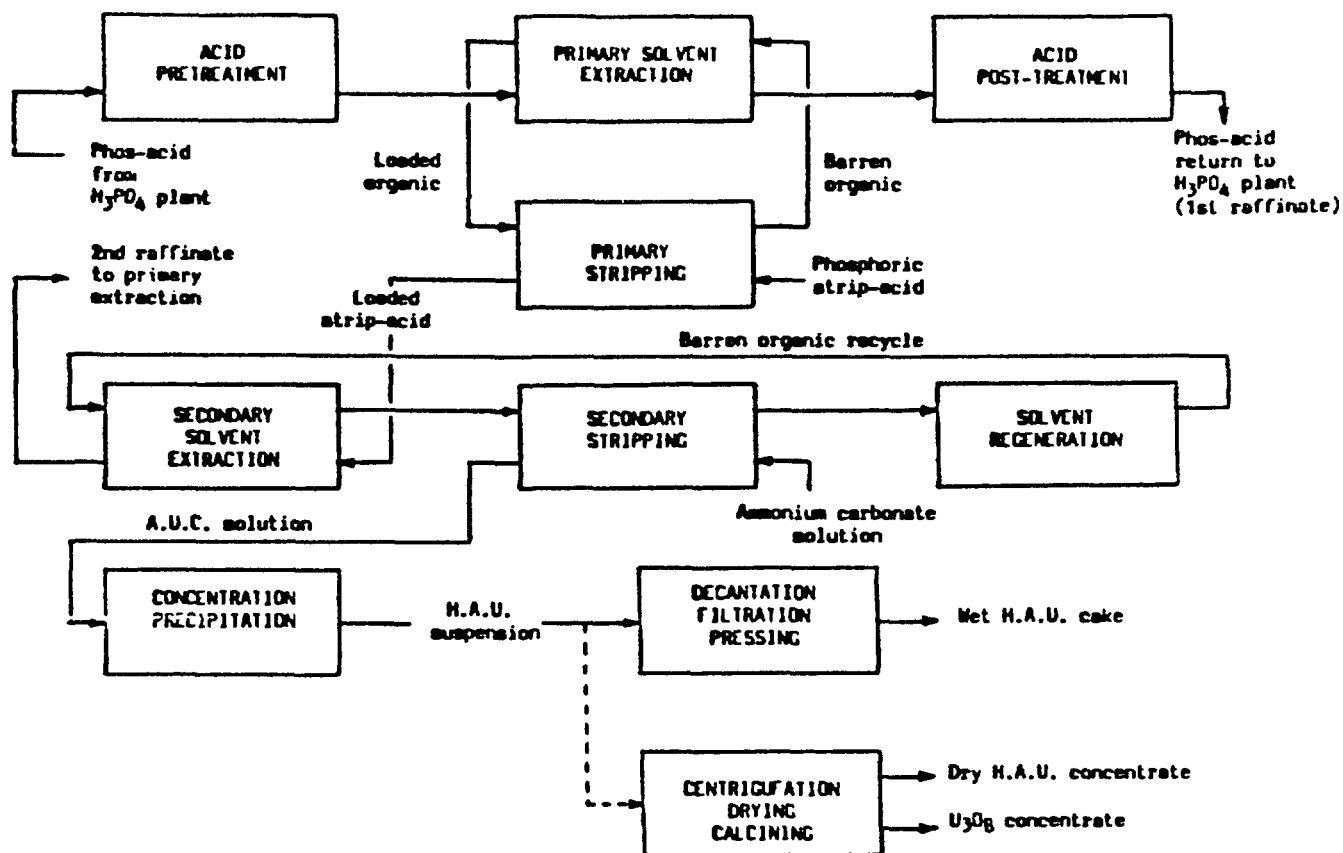 ACID
PRETREATMENT
PRIMARY SOLVENT
EXTRACTION
ACID
POST-TREATMENT
Phos-acid
from
H₃PO₄ plant
Loaded
organic
Barren
organic
Phos-acid
return to
H₃PO₄ plant
(1st raffinate)
2nd raffinate
to primary
extraction
PRIMARY
STRIPPING
Phosphoric
strip-acid
Loaded
strip-acid
Barren organic recycle
SECONDARY
SOLVENT
EXTRACTION
SECONDARY
STRIPPING
SOLVENT
REGENERATION
A.U.C. solution
Ammonium carbonate
solution
CONCENTRATION
PRECIPITATION
H.A.U.
suspension
DECANTATION
FILTRATION
PRESSING
Wet H.A.U. cake
CENTRIGUFATION
DRYING
CALCINING
Dry H.A.U. concentrate
U₃O₈ concentrate